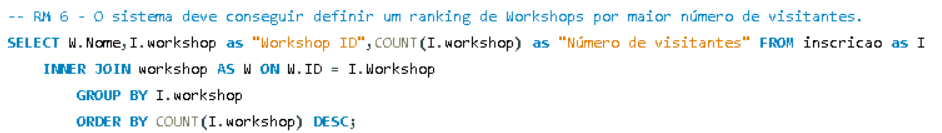 -- RM 6 - O sistema deve conseguir definir um ranking de Workshops por maior número de visitantes.
SELECT W.Nome,I.workshop as "Workshop ID",COUNT(I.workshop) as "Número de visitantes" FROM inscricao as I
INNER JOIN workshop AS W ON W.ID = I.Workshop
GROUP BY I.workshop
ORDER BY COUNT(I.workshop) DESC;